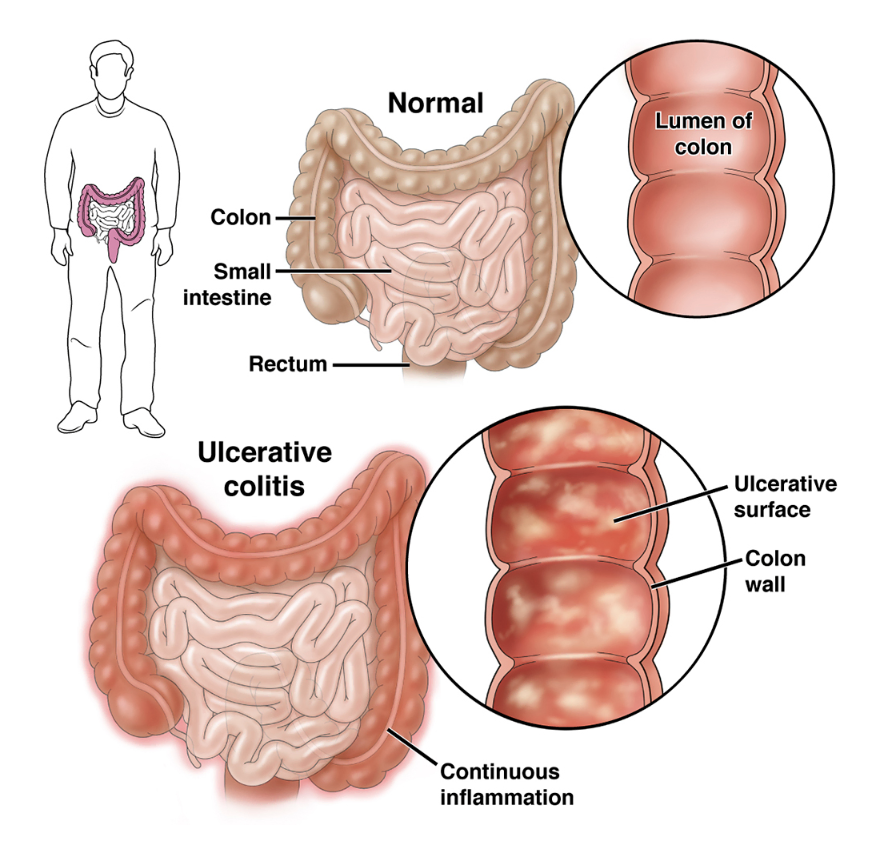 Normal
Lumen of
colon
Colon
Small
intestine
Rectum
Ulcerative
colitis
Ulcerative
surface
Colon
wall
Continuous
inflammation